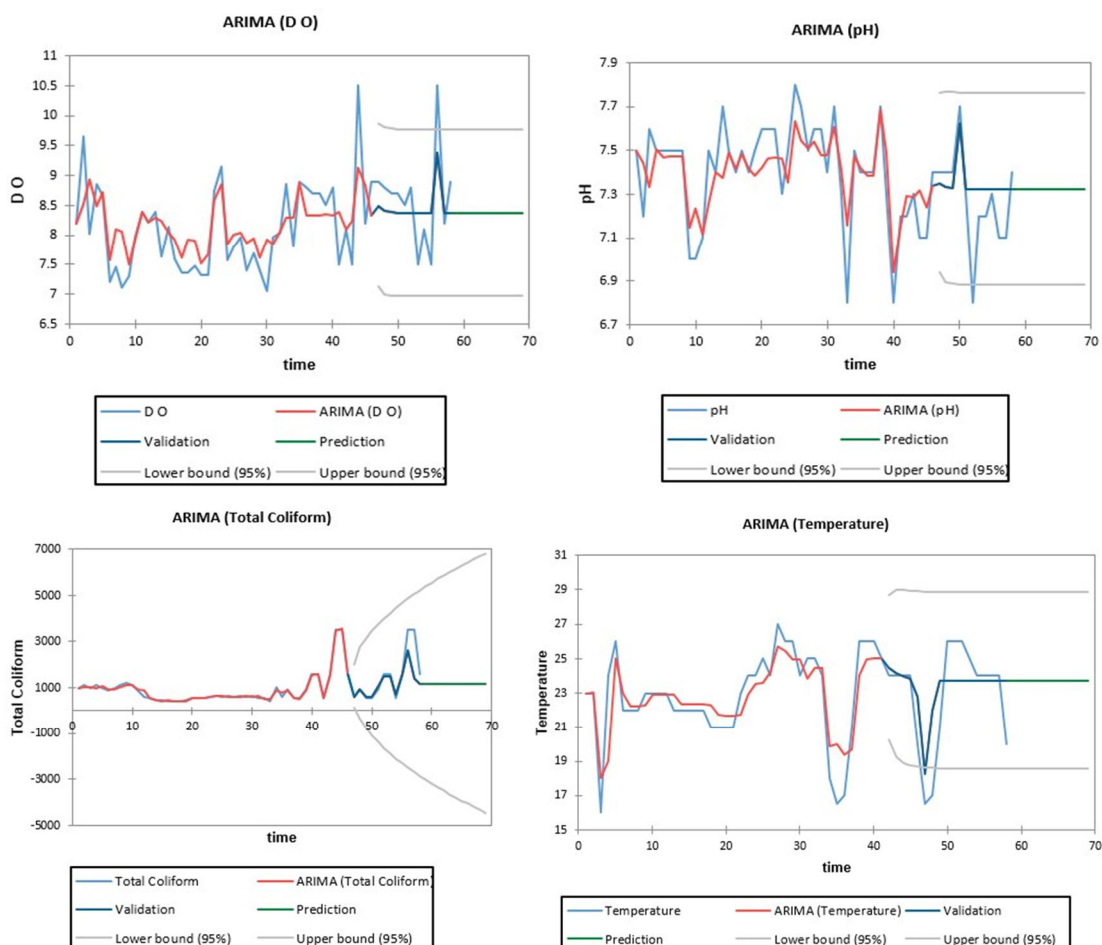 ARIMA (D O)
11
10.5
10
9.5
9
8.5
8
7.5
7
6.5
0 10 20 30 40 50 60 70
D O
time
D O ARIMA (D O)
Validation Prediction
Lower bound (95%) Upper bound (95%)
ARIMA (pH)
7.9
7.7
7.5
7.3
7.1
6.9
6.7
0 10 20 30 40 50 60 70
pH
time
pH ARIMA (pH)
Validation Prediction
Lower bound (95%) Upper bound (95%)
ARIMA (Total Coliform)
7000
5000
3000
1000
-1000
-3000
-5000
0 10 20 30 40 50 60 70
Total Coliform
time
Total Coliform ARIMA (Total Coliform)
Validation Prediction
Lower bound (95%) Upper bound (95%)
ARIMA (Temperature)
31
29
27
25
23
21
19
17
15
0 10 20 30 40 50 60 70
Temperature
time
Temperature ARIMA (Temperature) Validation
Prediction Lower bound (95%) Upper bound (95%)